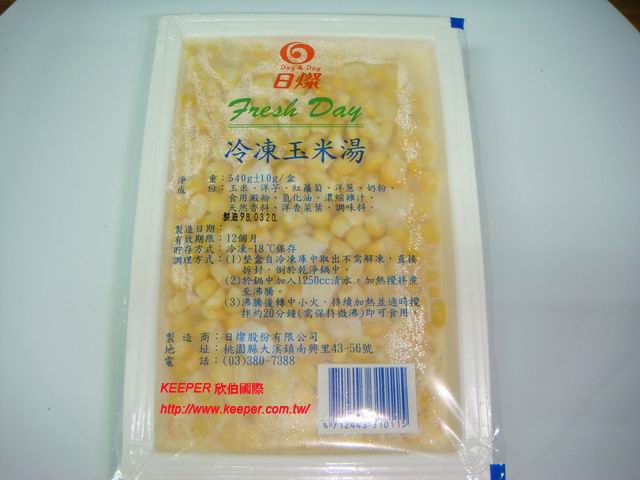 Day & Day
日燦
Fresh Day
冷凍玉米湯
淨　　重：540g±10g/盒
成　　份：玉米、洋芋、紅蘿蔔、洋蔥、奶粉、
食用澱粉、氫化油、濃縮雞汁、
天然香料、洋香菜葉、調味料。
製造98.0320
製造日期：
有效期限：12個月
貯存方式：冷凍-18℃保存
調理方式：(1)整盒自冷凍庫中取出不需解凍，直接
拆封，倒於乾淨鍋中。
(2)於鍋中加入1250cc清水，加熱攪拌煮
至沸騰。
(3)沸騰後轉中小火，持續加熱並適時攪
拌約20分鐘(需保持微沸)即可食用
製 造 商：日燦股份有限公司
地　　址：桃園縣大溪鎮南興里43-56號
電　　話：(03)380-7388
KEEPER 欣伯國際
http://www.keeper.com.tw/
4 712443 310115